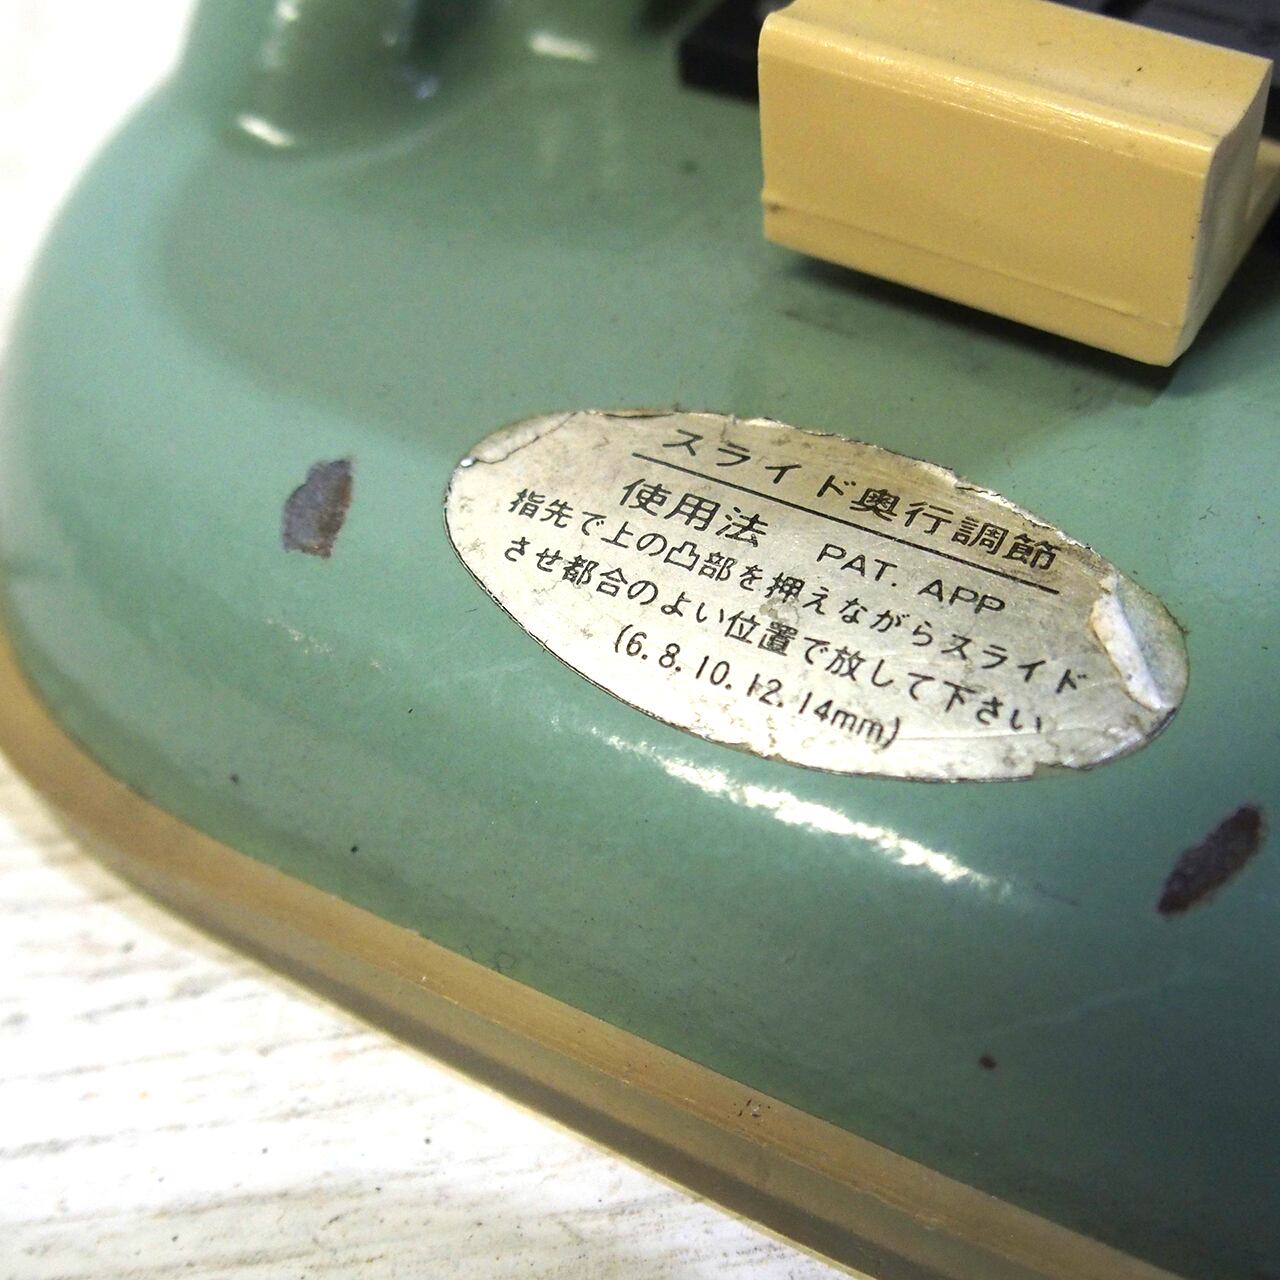 スライド奥行調節
使用法 PAT. APP
指先で上の凸部を押えながらスライド
させ都合のよい位置で放して下さい
(6.8.10.12.14mm)